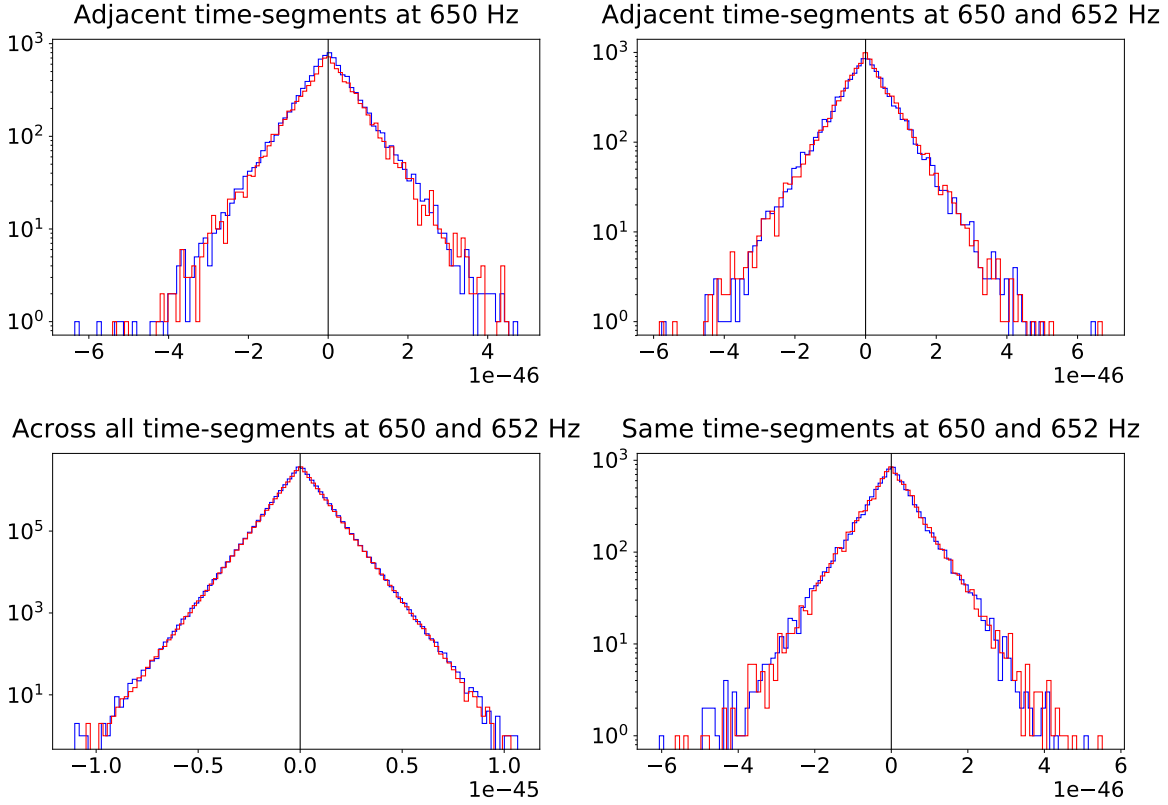 Adjacent time-segments at 650 Hz
10³
10²
10¹
10⁰
−6 −4 −2 0 2 4
1e−46
Adjacent time-segments at 650 and 652 Hz
10³
10²
10¹
10⁰
−6 −4 −2 0 2 4 6
1e−46
Across all time-segments at 650 and 652 Hz
10⁵
10³
10¹
−1.0 −0.5 0.0 0.5 1.0
1e−45
Same time-segments at 650 and 652 Hz
10³
10²
10¹
10⁰
−6 −4 −2 0 2 4 6
1e−46